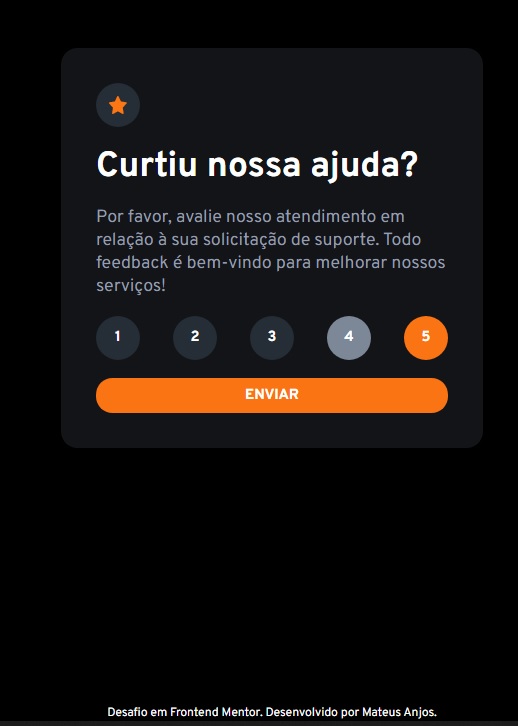 Curtiu nossa ajuda?
Por favor, avalie nosso atendimento em
relação à sua solicitação de suporte. Todo
feedback é bem-vindo para melhorar nossos
serviços!
1 2 3 4 5
ENVIAR
Desafio em Frontend Mentor. Desenvolvido por Mateus Anjos.